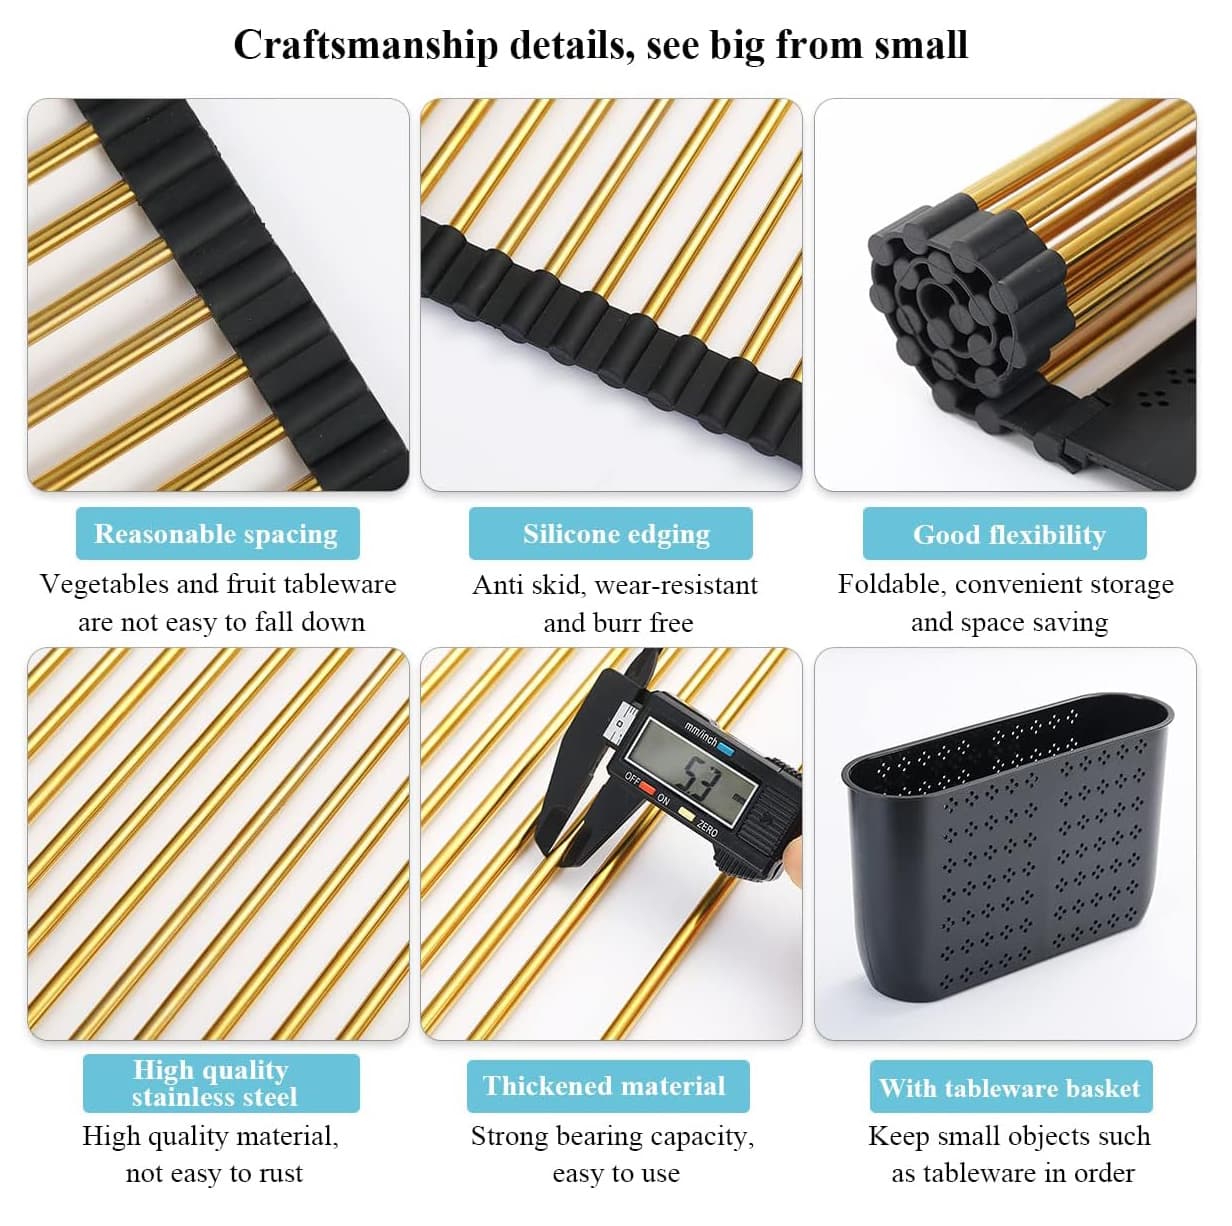 Craftsmanship details, see big from small
Reasonable spacing
Vegetables and fruit tableware
are not easy to fall down
Silicone edging
Anti skid, wear-resistant
and burr free
Good flexibility
Foldable, convenient storage
and space saving
mm/inch
5.3
mm
OFF
ON
ZERO
High quality
stainless steel
High quality material,
not easy to rust
Thickened material
Strong bearing capacity,
easy to use
With tableware basket
Keep small objects such
as tableware in order